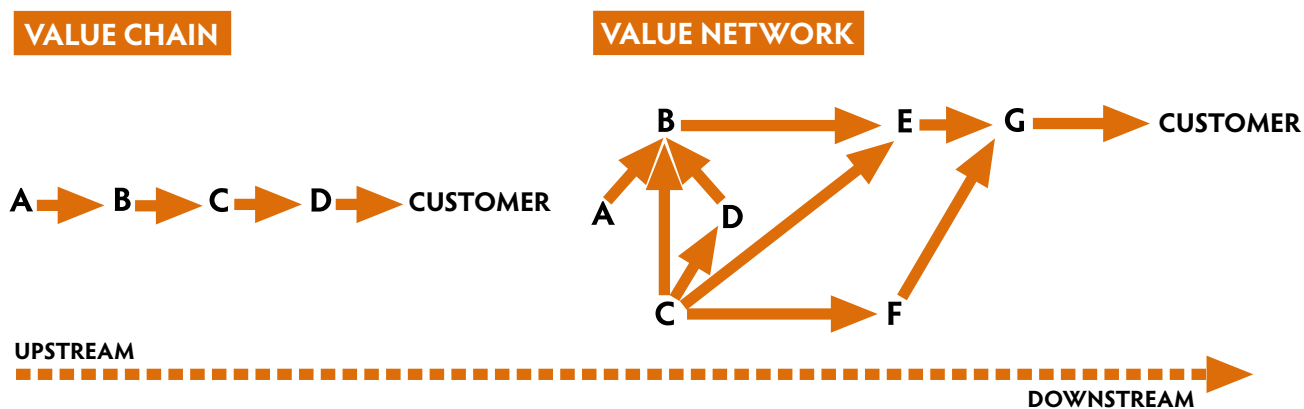 VALUE CHAIN
A B C D CUSTOMER
VALUE NETWORK
B E G CUSTOMER
A D
C F
UPSTREAM
DOWNSTREAM